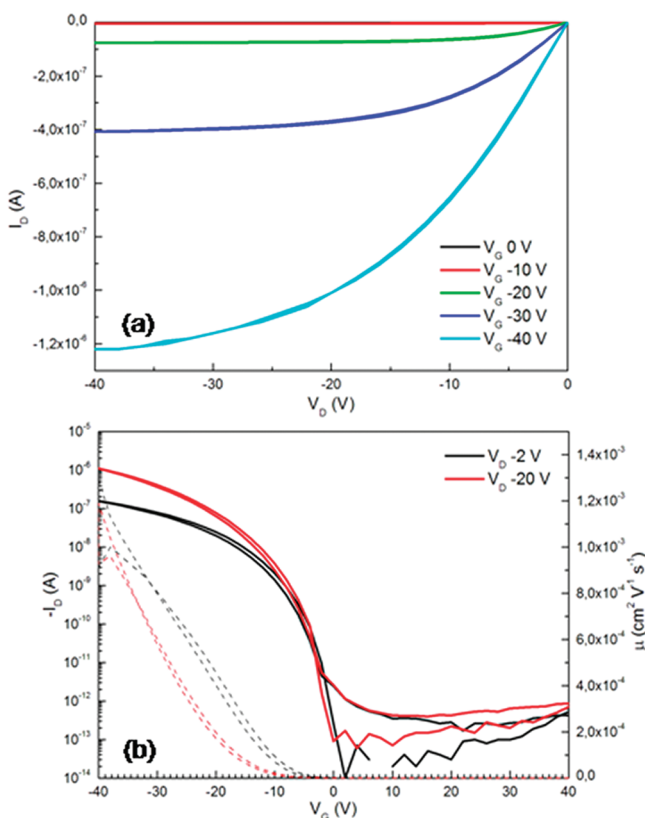 0,0
-2,0x10⁻⁷
-4,0x10⁻⁷
-6,0x10⁻⁷
-8,0x10⁻⁷
-1,0x10⁻⁶
-1,2x10⁻⁶
I_D (A)
(a)
V_G 0 V
V_G -10 V
V_G -20 V
V_G -30 V
V_G -40 V
-40 -30 -20 -10 0
V_D (V)
10⁻⁵
10⁻⁶
10⁻⁷
10⁻⁸
10⁻⁹
10⁻¹⁰
10⁻¹¹
10⁻¹²
10⁻¹³
10⁻¹⁴
-I_D (A)
(b)
V_D -2 V
V_D -20 V
1,4x10⁻³
1,2x10⁻³
1,0x10⁻³
8,0x10⁻⁴
6,0x10⁻⁴
4,0x10⁻⁴
2,0x10⁻⁴
0,0
μ (cm² V⁻¹ s⁻¹)
-40 -30 -20 -10 0 10 20 30 40
V_G (V)